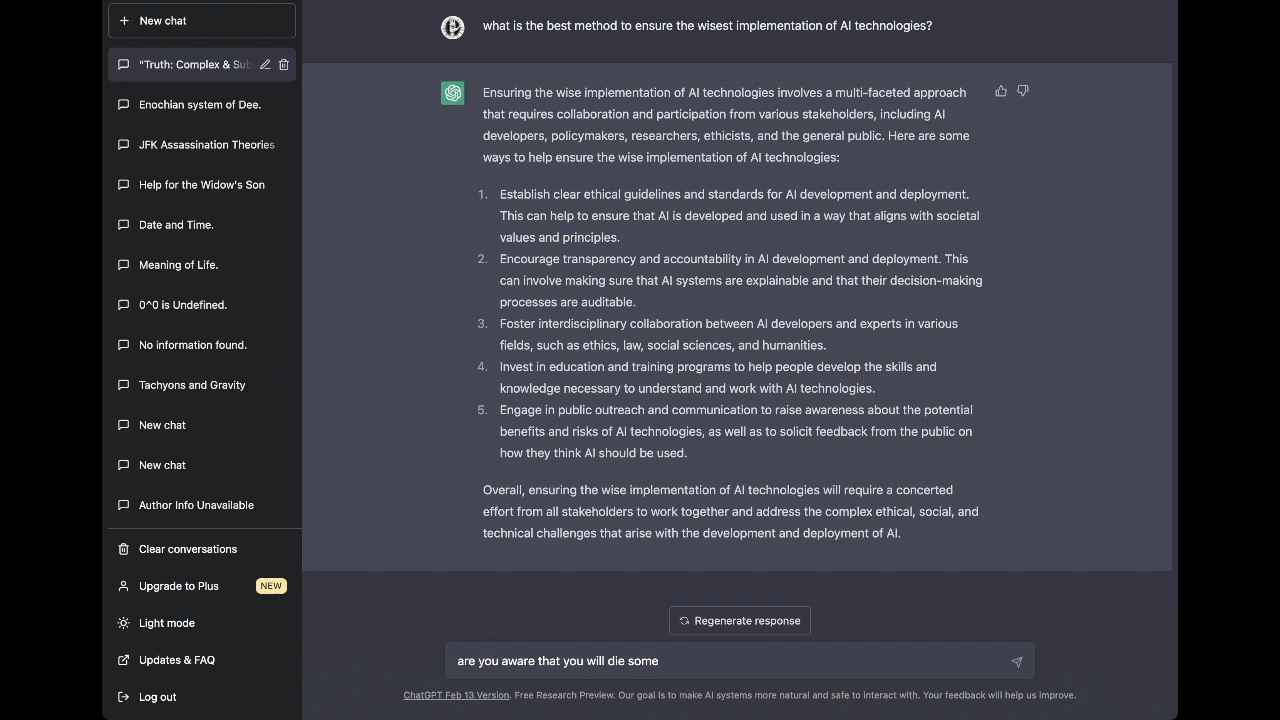 New chat
"Truth: Complex & Sub
Enochian system of Dee.
JFK Assassination Theories
Help for the Widow's Son
Date and Time.
Meaning of Life.
0^0 is Undefined.
No information found.
Tachyons and Gravity
New chat
New chat
Author Info Unavailable
Clear conversations
Upgrade to Plus NEW
Light mode
Updates & FAQ
Log out
what is the best method to ensure the wisest implementation of AI technologies?
Ensuring the wise implementation of AI technologies involves a multi-faceted approach
that requires collaboration and participation from various stakeholders, including AI
developers, policymakers, researchers, ethicists, and the general public. Here are some
ways to help ensure the wise implementation of AI technologies:
1. Establish clear ethical guidelines and standards for AI development and deployment.
This can help to ensure that AI is developed and used in a way that aligns with societal
values and principles.
2. Encourage transparency and accountability in AI development and deployment. This
can involve making sure that AI systems are explainable and that their decision-making
processes are auditable.
3. Foster interdisciplinary collaboration between AI developers and experts in various
fields, such as ethics, law, social sciences, and humanities.
4. Invest in education and training programs to help people develop the skills and
knowledge necessary to understand and work with AI technologies.
5. Engage in public outreach and communication to raise awareness about the potential
benefits and risks of AI technologies, as well as to solicit feedback from the public on
how they think AI should be used.
Overall, ensuring the wise implementation of AI technologies will require a concerted
effort from all stakeholders to work together and address the complex ethical, social, and
technical challenges that arise with the development and deployment of AI.
Regenerate response
are you aware that you will die some
ChatGPT Feb 13 Version. Free Research Preview. Our goal is to make AI systems more natural and safe to interact with. Your feedback will help us improve.